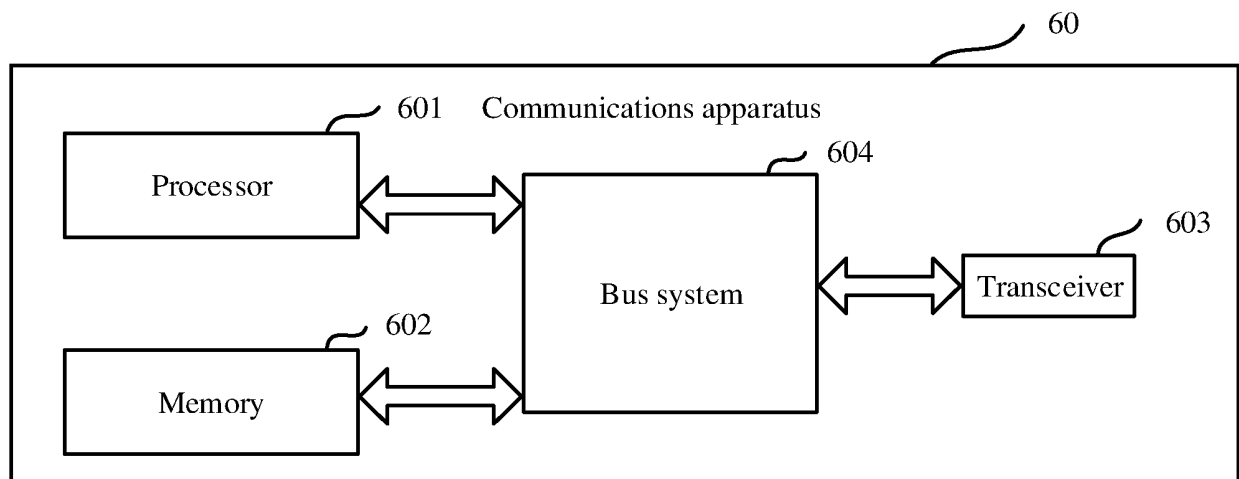 60
Communications apparatus
601
Processor
604
Bus system
603
Transceiver
602
Memory